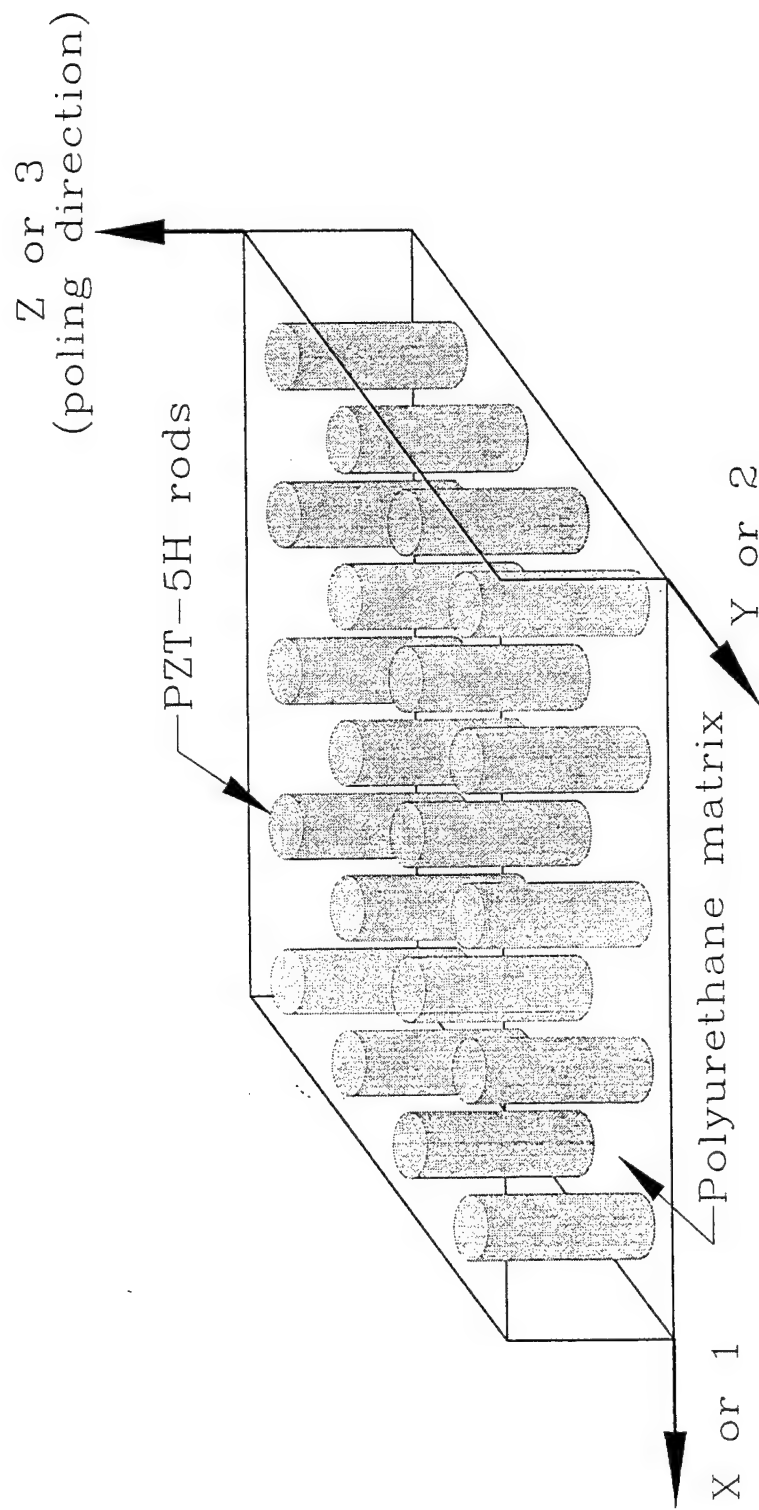 Z or 3
(poling direction)
PZT-5H rods
Y or 2
Polyurethane matrix
X or 1